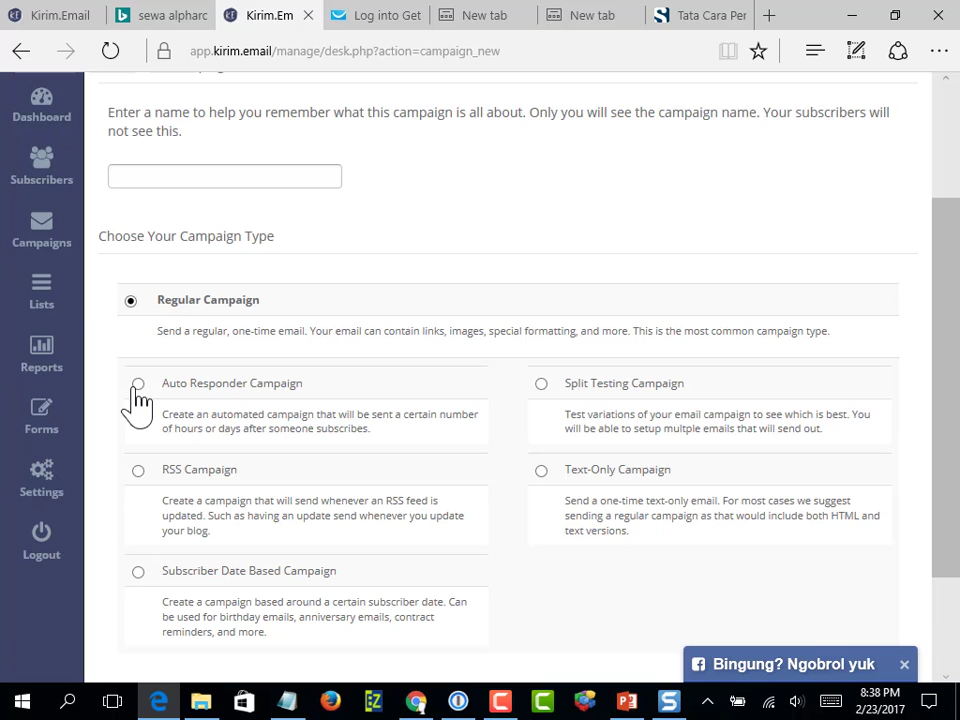 Kirim.Email
sewa alpharc
Kirim.Em
Log into Get
New tab
New tab
Tata Cara Per
app.kirim.email/manage/desk.php?action=campaign_new
Dashboard
Subscribers
Campaigns
Lists
Reports
Forms
Settings
Logout
Enter a name to help you remember what this campaign is all about. Only you will see the campaign name. Your subscribers will
not see this.
Choose Your Campaign Type
Regular Campaign
Send a regular, one-time email. Your email can contain links, images, special formatting, and more. This is the most common campaign type.
Auto Responder Campaign
Create an automated campaign that will be sent a certain number
of hours or days after someone subscribes.
Split Testing Campaign
Test variations of your email campaign to see which is best. You
will be able to setup multple emails that will send out.
RSS Campaign
Create a campaign that will send whenever an RSS feed is
updated. Such as having an update send whenever you update
your blog.
Text-Only Campaign
Send a one-time text-only email. For most cases we suggest
sending a regular campaign as that would include both HTML and
text versions.
Subscriber Date Based Campaign
Create a campaign based around a certain subscriber date. Can
be used for birthday emails, anniversary emails, contract
reminders, and more.
Bingung? Ngobrol yuk
8:38 PM
2/23/2017